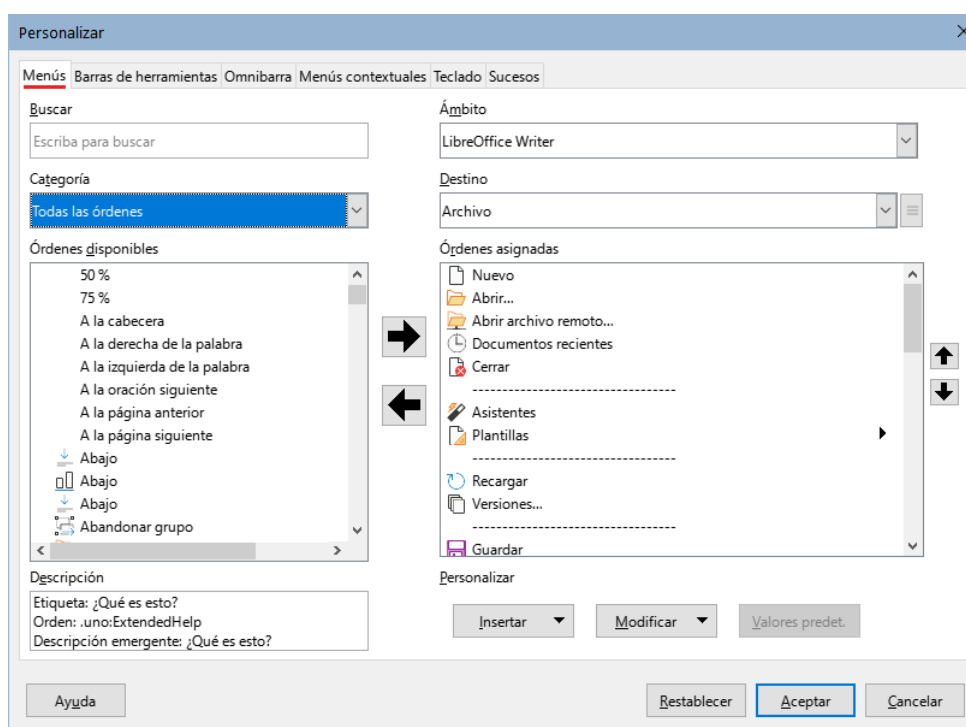 Personalizar
Menús Barras de herramientas Omnibarra Menús contextuales Teclado Sucesos
Buscar
Escriba para buscar
Categoría
Todas las órdenes
Órdenes disponibles
50 %
75 %
A la cabecera
A la derecha de la palabra
A la izquierda de la palabra
A la oración siguiente
A la página anterior
A la página siguiente
Abajo
Abajo
Abajo
Abandonar grupo
Descripción
Etiqueta: ¿Qué es esto?
Orden: .uno:ExtendedHelp
Descripción emergente: ¿Qué es esto?
Ámbito
LibreOffice Writer
Destino
Archivo
Órdenes asignadas
Nuevo
Abrir...
Abrir archivo remoto...
Documentos recientes
Cerrar
----------------------------------
Asistentes
Plantillas
----------------------------------
Recargar
Versiones...
----------------------------------
Guardar
Personalizar
Insertar Modificar Valores predet.
Ayuda Restablecer Aceptar Cancelar